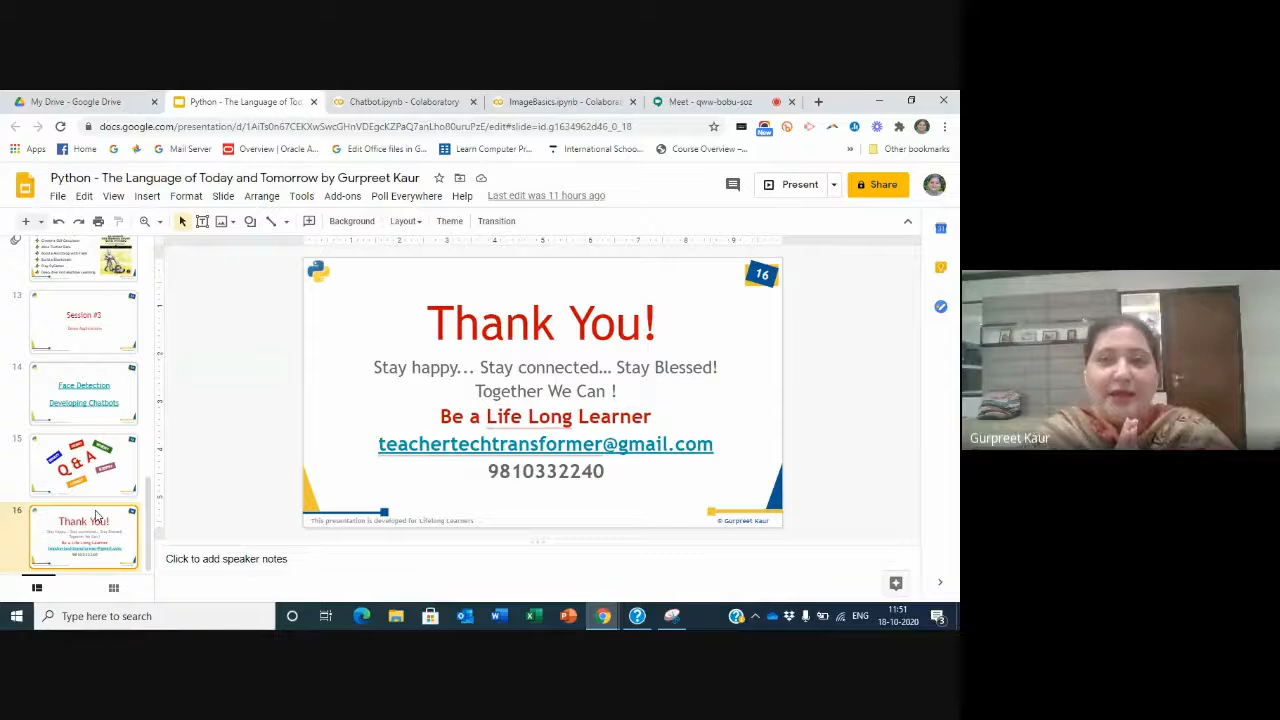 My Drive - Google Drive
Python - The Language of Tod
Chatbot.ipynb - Colaboratory
ImageBasics.ipynb - Colaborat
Meet - qww-bobu-soz
docs.google.com/presentation/d/1AiTs0n67CEKXwSwcGHnVDEgcKZPaQ7anLho80uruPzE/edit#slide=id.g1634962d46_0_18
New
Apps
Home
Mail Server
Overview | Oracle A...
Edit Office files in G...
Learn Computer Pr...
International Schoo...
Course Overview –...
Other bookmarks
Python - The Language of Today and Tomorrow by Gurpreet Kaur
Present
Share
File Edit View Insert Format Slide Arrange Tools Add-ons Poll Everywhere Help
Last edit was 11 hours ago
Background Layout Theme Transition
13
Session #3
14
Face Detection
Developing Chatbots
15
Q & A
16
Thank You!
16
Thank You!
Stay happy... Stay connected... Stay Blessed!
Together We Can !
Be a Life Long Learner
teachertechtransformer@gmail.com
9810332240
This presentation is developed for Lifelong Learners
© Gurpreet Kaur
Click to add speaker notes
Gurpreet Kaur
Type here to search
ENG
11:51
18-10-2020
3